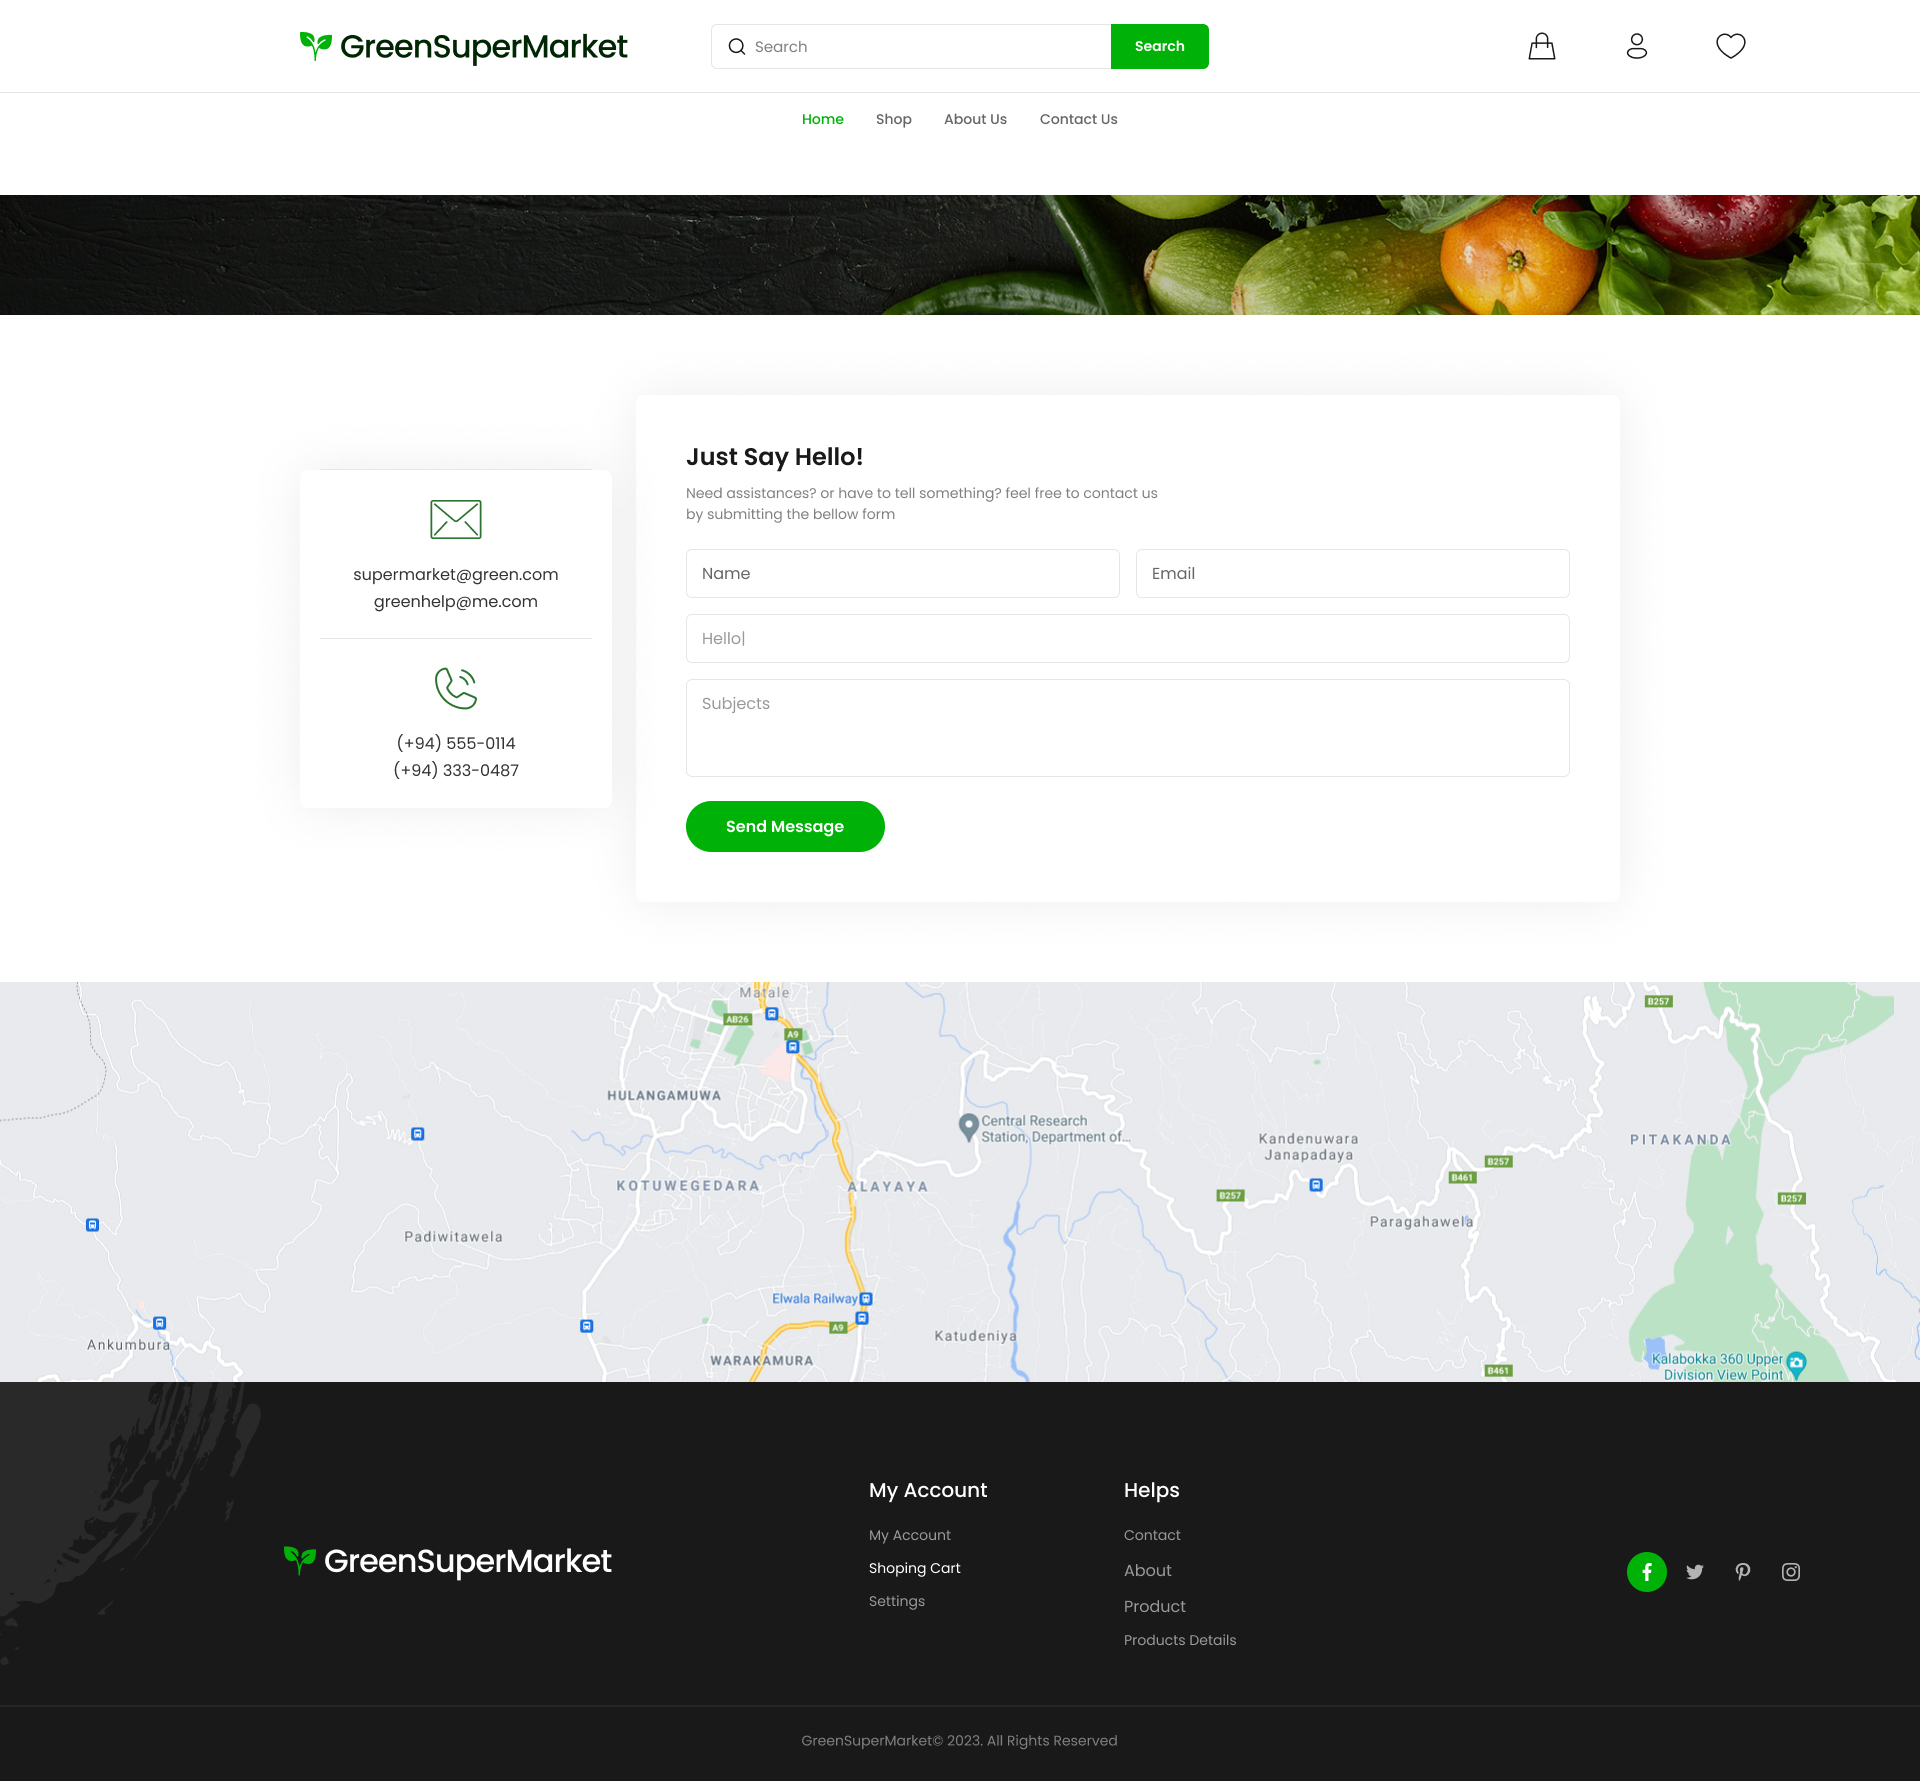 GreenSuperMarket
Search
Search
Home
Shop
About Us
Contact Us
supermarket@green.com
greenhelp@me.com
(+94) 555-0114
(+94) 333-0487
Just Say Hello!
Need assistances? or have to tell something? feel free to contact us
by submitting the bellow form
Name
Email
Hello|
Subjects
Send Message
Matale
AB26
A9
B257
HULANGAMUWA
Central Research
Station, Department of...
Kandenuwara
Janapadaya
PITAKANDA
B257
B461
KOTUWEGEDARA
ALAYAYA
B257
B257
Padiwitawela
Paragahawela
Elwala Railway
A9
Ankumbura
Katudeniya
WARAKAMURA
B461
Kalabokka 360 Upper
Division View Point
GreenSuperMarket
My Account
My Account
Shoping Cart
Settings
Helps
Contact
About
Product
Products Details
GreenSuperMarket© 2023. All Rights Reserved